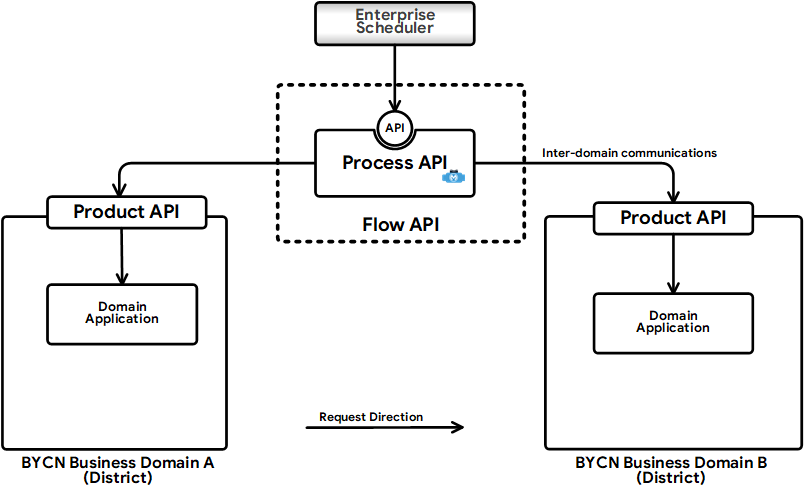 Enterprise
Scheduler
API
Process API
Inter-domain communications
Flow API
Product API
Product API
Domain
Application
Domain
Application
Request Direction
BYCN Business Domain A
(District)
BYCN Business Domain B
(District)